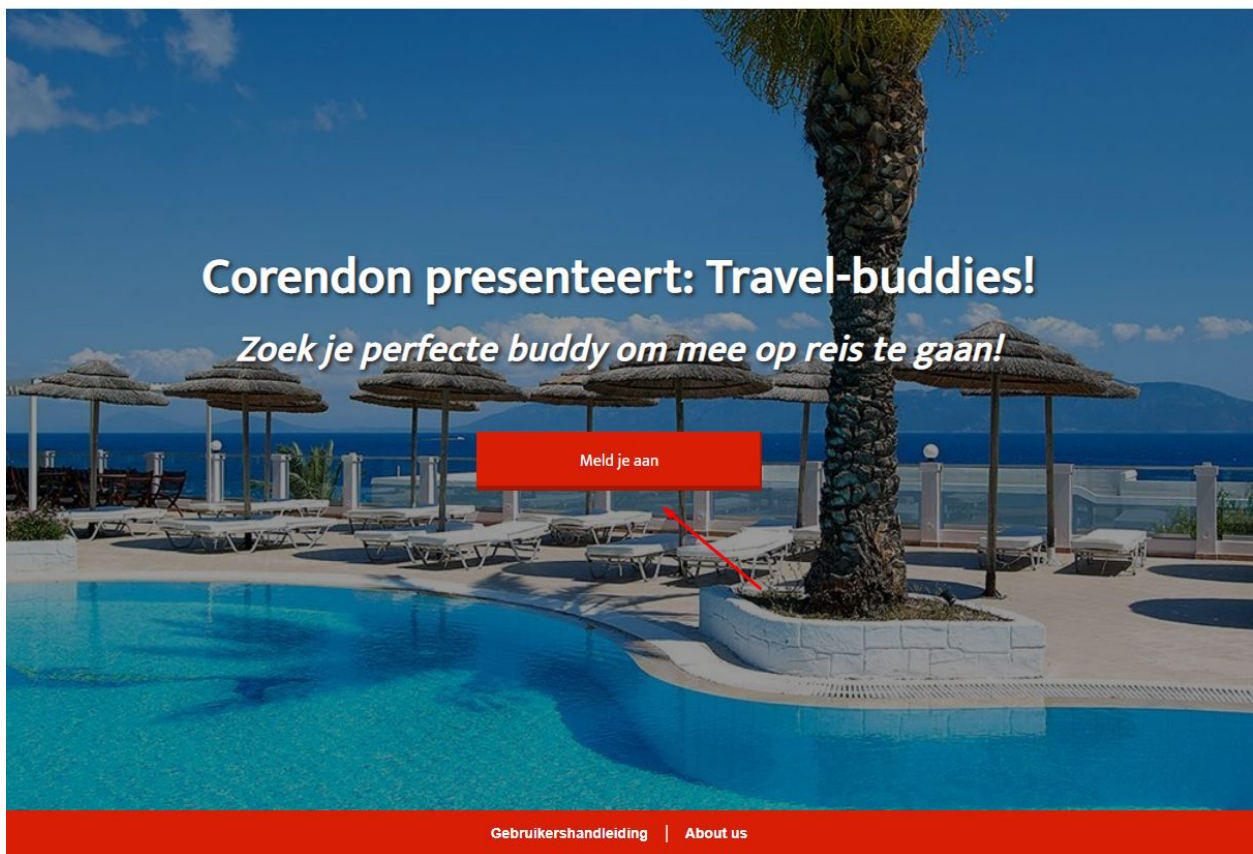 Corendon presenteert: Travel-buddies!
Zoek je perfecte buddy om mee op reis te gaan!
Meld je aan
Gebruikershandleiding | About us